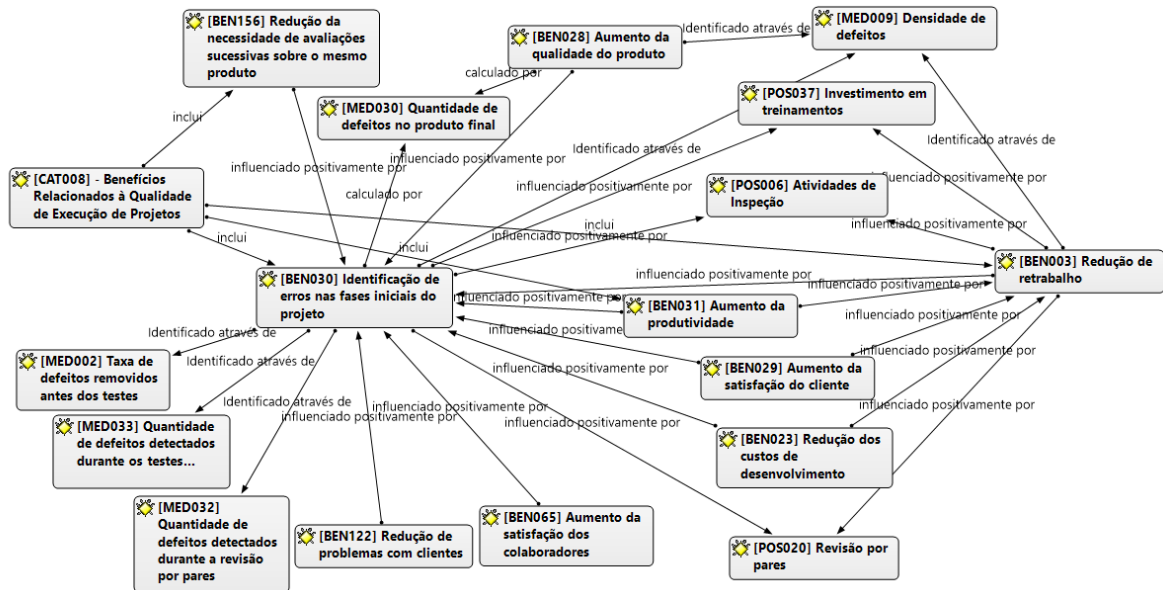 [BEN156] Redução da
necessidade de avaliações
sucessivas sobre o mesmo
produto
[BEN028] Aumento da
qualidade do produto
Identificado através de
[MED009] Densidade de
defeitos
calculado por
[MED030] Quantidade de
defeitos no produto final
[POS037] Investimento em
treinamentos
inclui
influenciado positivamente por
influenciado positivamente por
Identificado através de
Identificado através de
[CAT008] - Benefícios
Relacionados à Qualidade
de Execução de Projetos
calculado por
influenciado positivamente por
influenciado positivamente por
[POS006] Atividades de
Inspeção
inclui
inclui
inclui
influenciado positivamente por
influenciado positivamente por
[BEN030] Identificação de
erros nas fases iniciais do
projeto
[BEN003] Redução de
retrabalho
influenciado positivamente por
influenciado positivamente por
influenciado positivamente por
[BEN031] Aumento da
produtividade
Identificado através de
[MED002] Taxa de
defeitos removidos
antes dos testes
Identificado através de
influenciado positivamente
influenciado positivamente por
[BEN029] Aumento da
satisfação do cliente
influenciado positivamente por
Identificado através de
influenciado positivamente por
influenciado positivamente por
influenciado positivamente por
influenciado positivamente por
[MED033] Quantidade
de defeitos detectados
durante os testes...
[BEN023] Redução dos
custos de
desenvolvimento
[MED032]
Quantidade de
defeitos detectados
durante a revisão
por pares
[BEN122] Redução de
problemas com clientes
[BEN065] Aumento da
satisfação dos
colaboradores
[POS020] Revisão por
pares